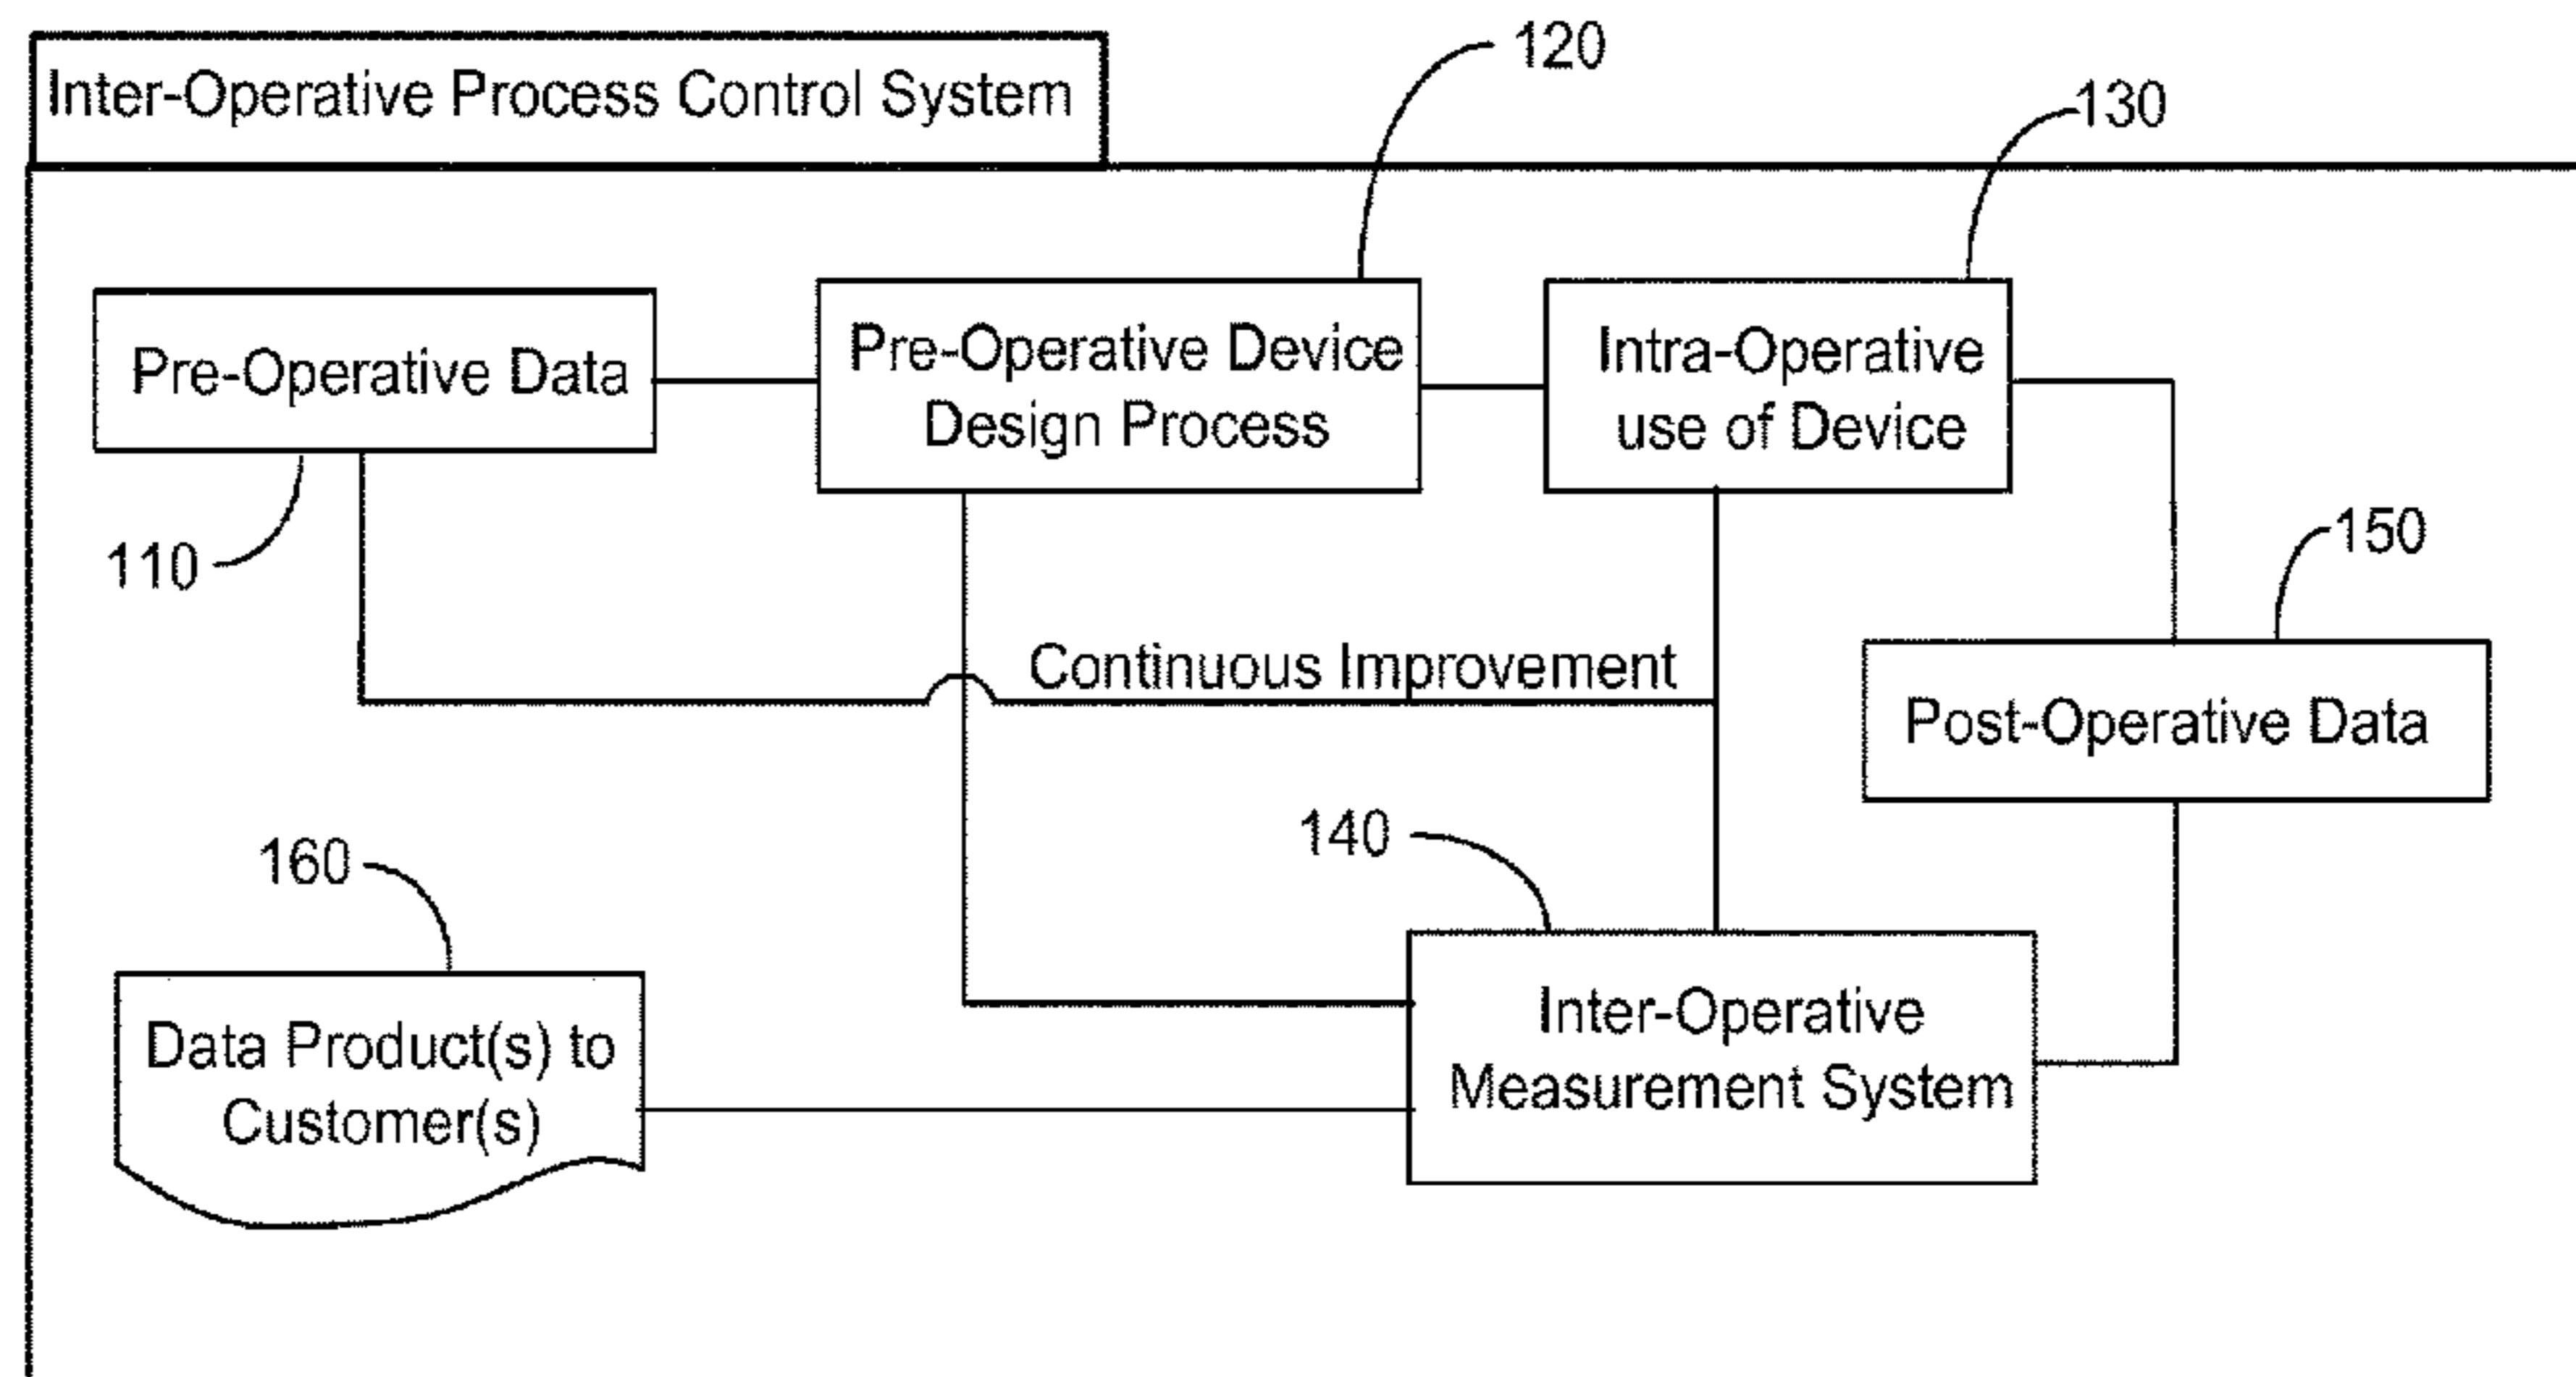 Inter-Operative Process Control System
120
130
Pre-Operative Data
Pre-Operative Device
Design Process
Intra-Operative
use of Device
110
150
Continuous Improvement
Post-Operative Data
140
160
Data Product(s) to
Customer(s)
Inter-Operative
Measurement System